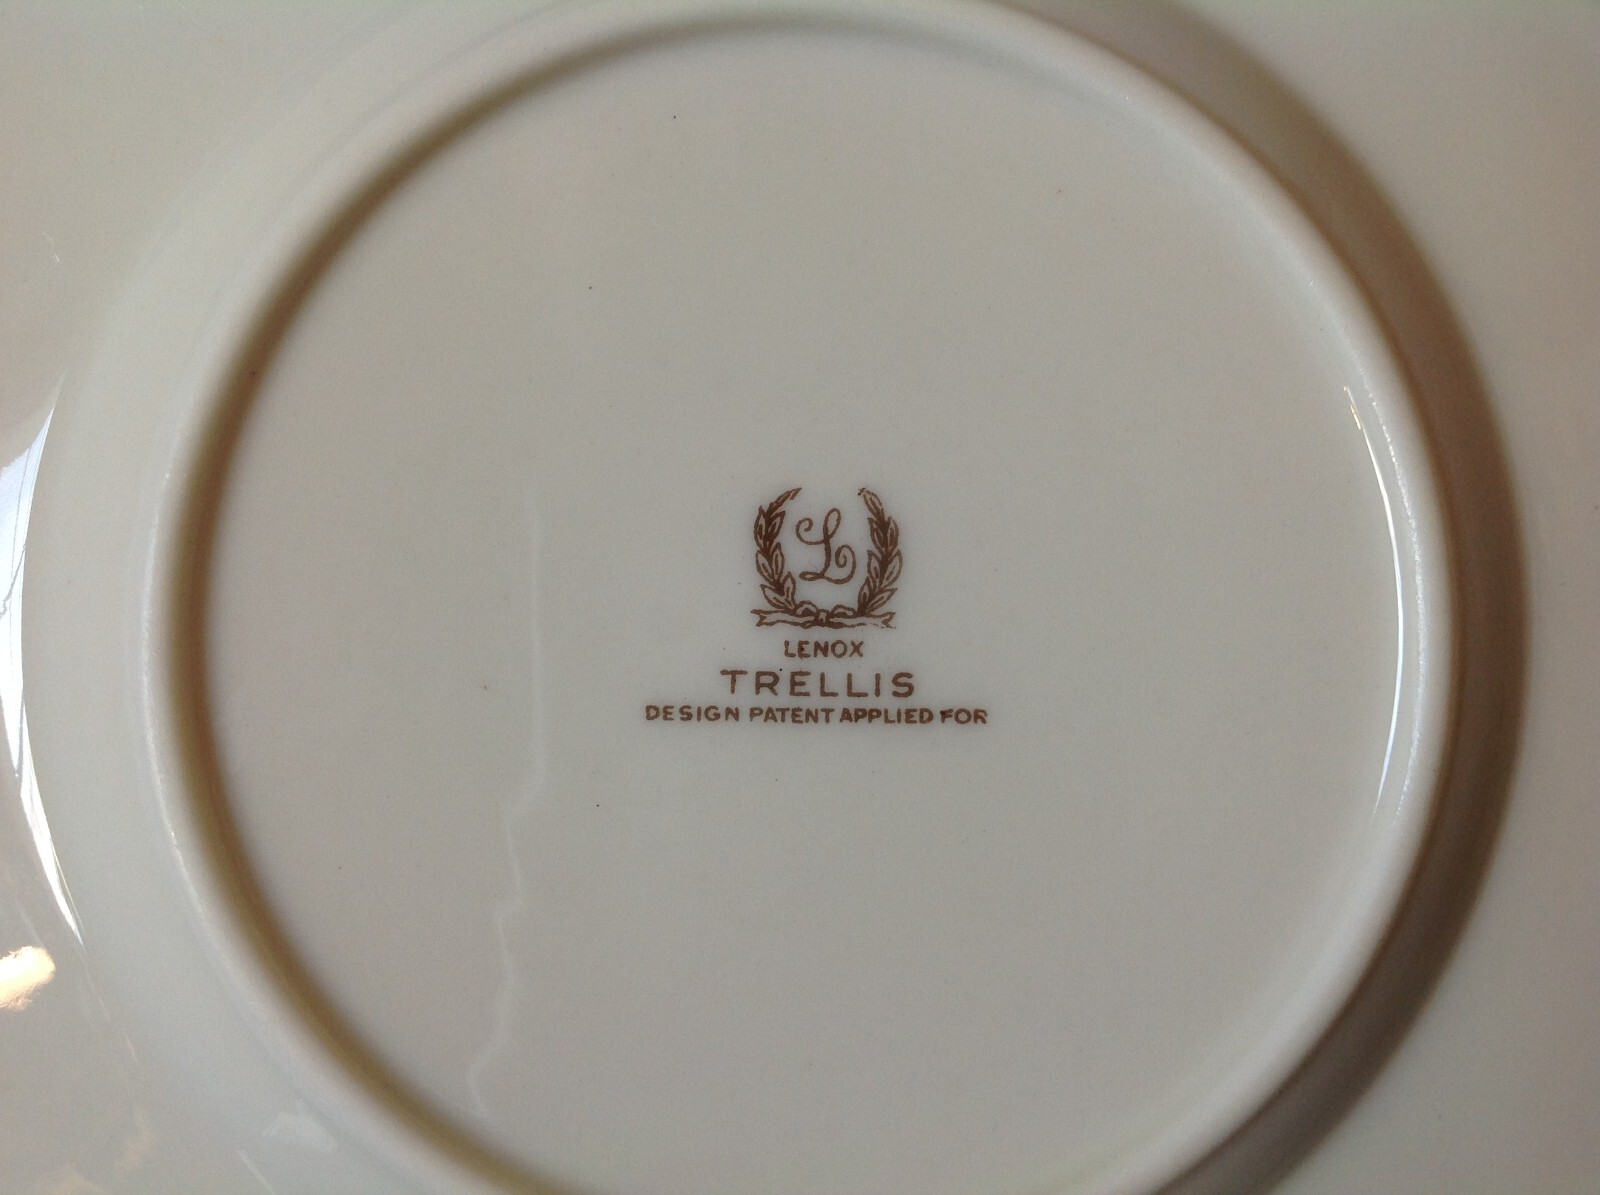 L
LENOX
TRELLIS
DESIGN PATENT APPLIED FOR